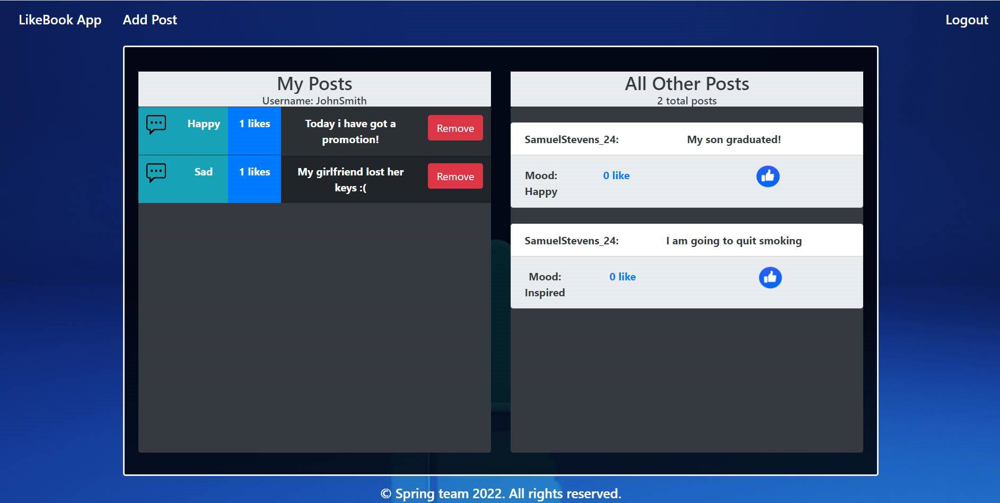 LikeBook App Add Post Logout
My Posts
Username: JohnSmith
Happy 1 likes Today i have got a
promotion! Remove
Sad 1 likes My girlfriend lost her
keys :( Remove
All Other Posts
2 total posts
SamuelStevens_24: My son graduated!
Mood: 0 like
Happy
SamuelStevens_24: I am going to quit smoking
Mood: 0 like
Inspired
© Spring team 2022. All rights reserved.